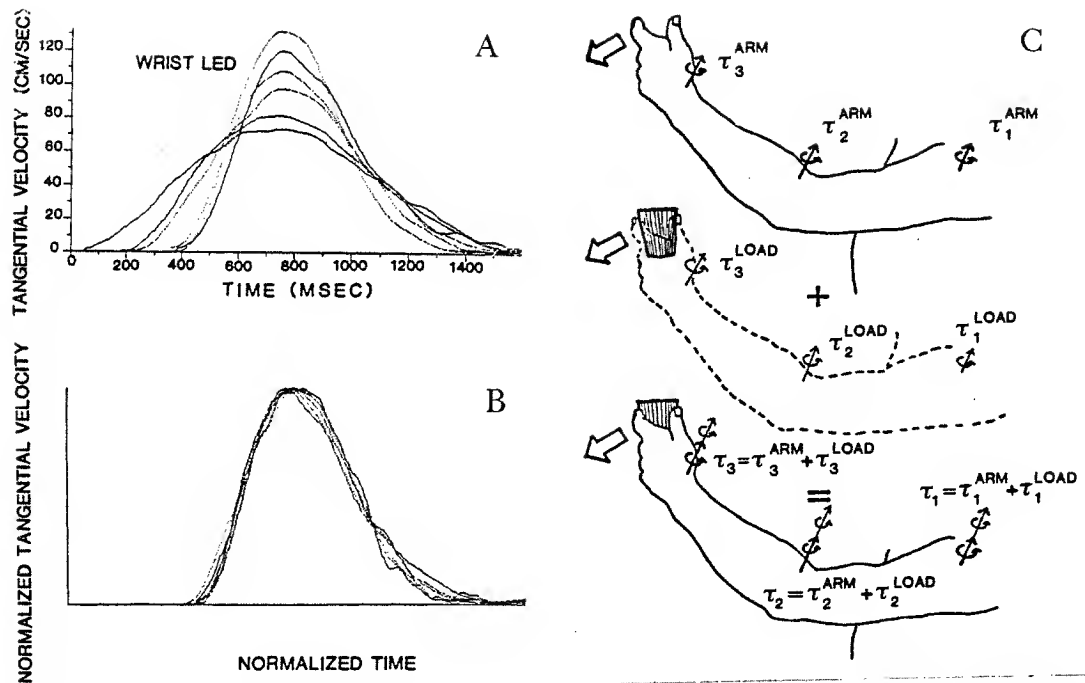 A
WRIST LED
TANGENTIAL VELOCITY (CM/SEC)
120
100
80
60
40
20
0
0 200 400 600 800 1000 1200 1400
TIME (MSEC)
B
NORMALIZED TANGENTIAL VELOCITY
NORMALIZED TIME
C
τ₃ᴬᴿᴹ
τ₂ᴬᴿᴹ
τ₁ᴬᴿᴹ
τ₃ᴸᴼᴬᴰ
+
τ₂ᴸᴼᴬᴰ
τ₁ᴸᴼᴬᴰ
τ₃=τ₃ᴬᴿᴹ+τ₃ᴸᴼᴬᴰ
=
τ₁=τ₁ᴬᴿᴹ+τ₁ᴸᴼᴬᴰ
τ₂=τ₂ᴬᴿᴹ+τ₂ᴸᴼᴬᴰ